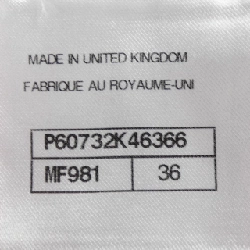 MADE IN UNITED KINGDOM
FABRIQUE AU ROYAUME-UNI
P60732K46366
MF981 36